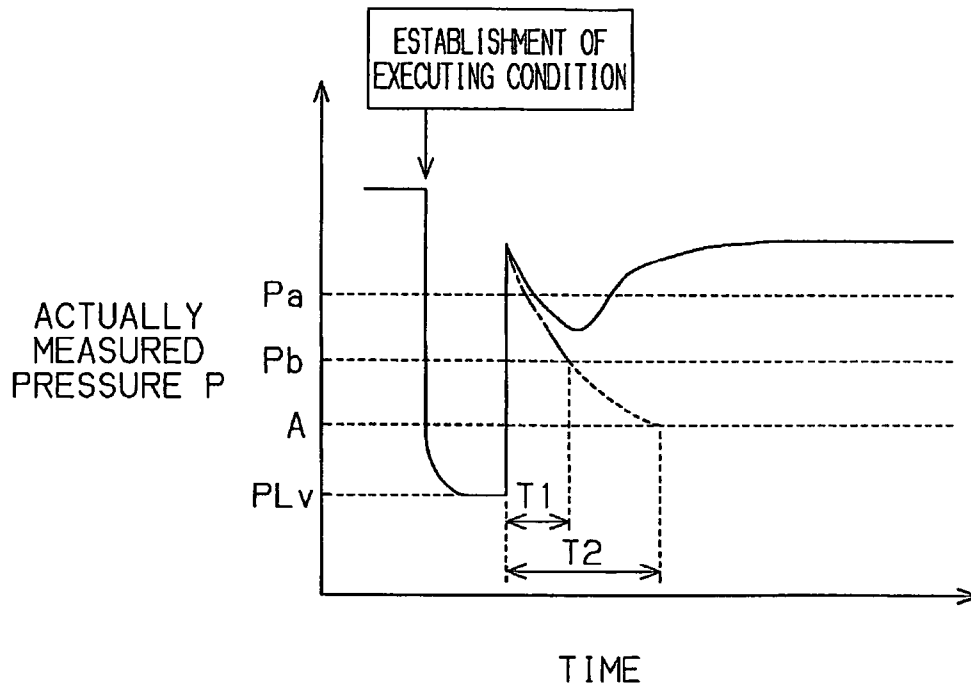 ESTABLISHMENT OF
EXECUTING CONDITION
ACTUALLY
MEASURED
PRESSURE P
Pa
Pb
A
PLv
T1
T2
TIME